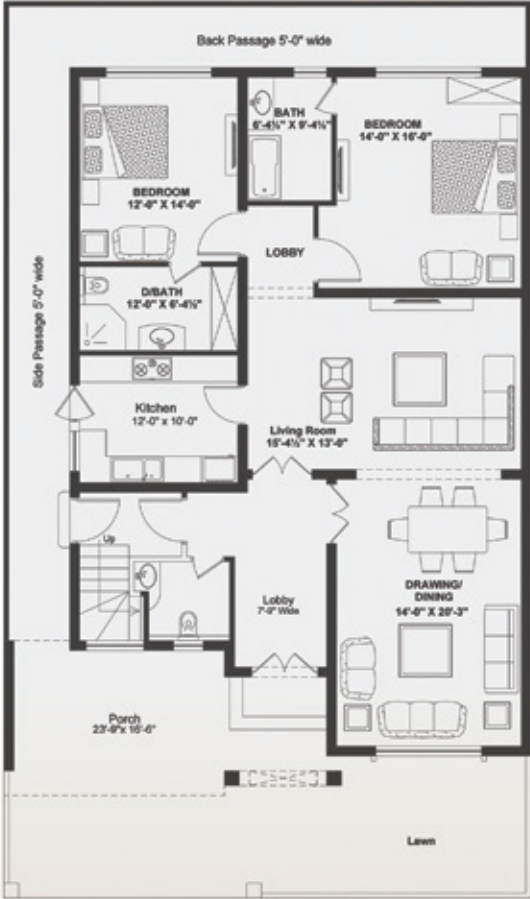 Back Passage 5'-0" wide
BATH
6'-4½" X 9'-4½"
BEDROOM
14'-0" X 16'-0"
BEDROOM
12'-0" X 14'-0"
LOBBY
Side Passage 5'-0" wide
D/BATH
12'-0" X 6'-4½"
Kitchen
12'-0" x 10'-0"
Living Room
15'-4½" X 13'-0"
Up
Lobby
7'-9" Wide
DRAWING/
DINING
14'-0" X 20'-3"
Porch
23'-9"x 16'-6"
Lawn